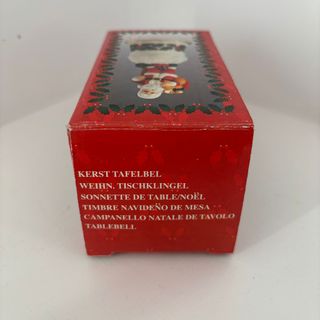 KERST TAFELBEL
WEIHN. TISCHKLINGEL
SONNETTE DE TABLE/NOËL
TIMBRE NAVIDEÑO DE MESA
CAMPANELLO NATALE DE TAVOLO
TABLEBELL